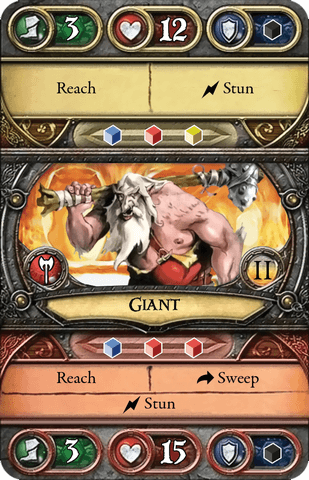 3 12
Reach Stun
II
GIANT
Reach Sweep
Stun
3 15